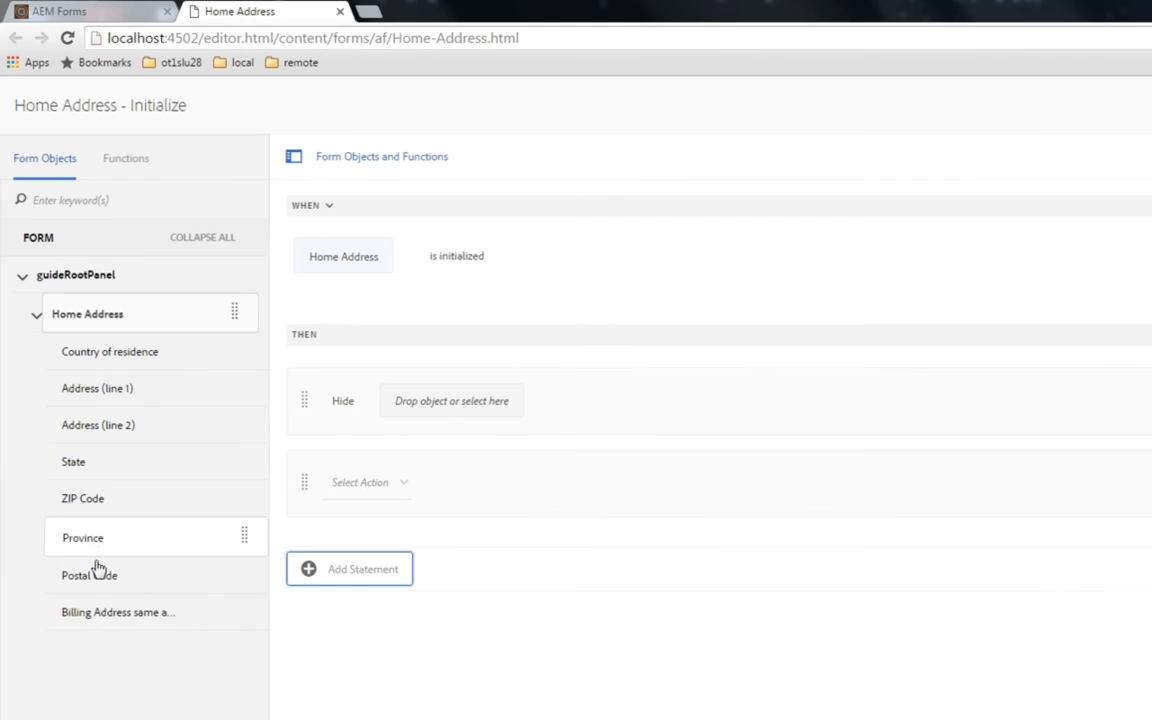 AEM Forms
Home Address
localhost:4502/editor.html/content/forms/af/Home-Address.html
Apps Bookmarks ot1slu28 local remote
Home Address - Initialize
Form Objects Functions
Form Objects and Functions
Enter keyword(s)
WHEN
FORM COLLAPSE ALL
Home Address is initialized
guideRootPanel
Home Address
THEN
Country of residence
Address (line 1)
Hide Drop object or select here
Address (line 2)
State
Select Action
ZIP Code
Province
Postal Code
Add Statement
Billing Address same a...